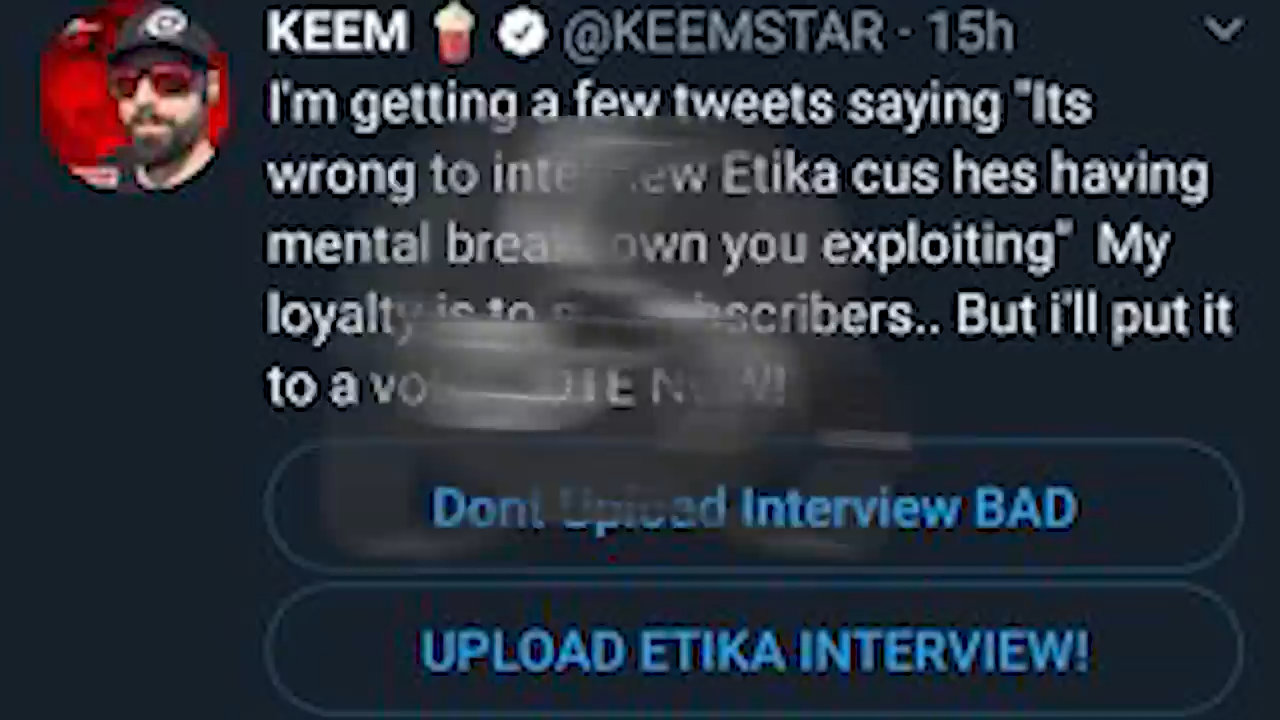 KEEM @KEEMSTAR · 15h
I'm getting a few tweets saying "Its
wrong to interview Etika cus hes having
mental breakdown you exploiting" My
loyalty is to subscribers.. But i'll put it
to a NOW!
Dont Upload Interview BAD
UPLOAD ETIKA INTERVIEW!